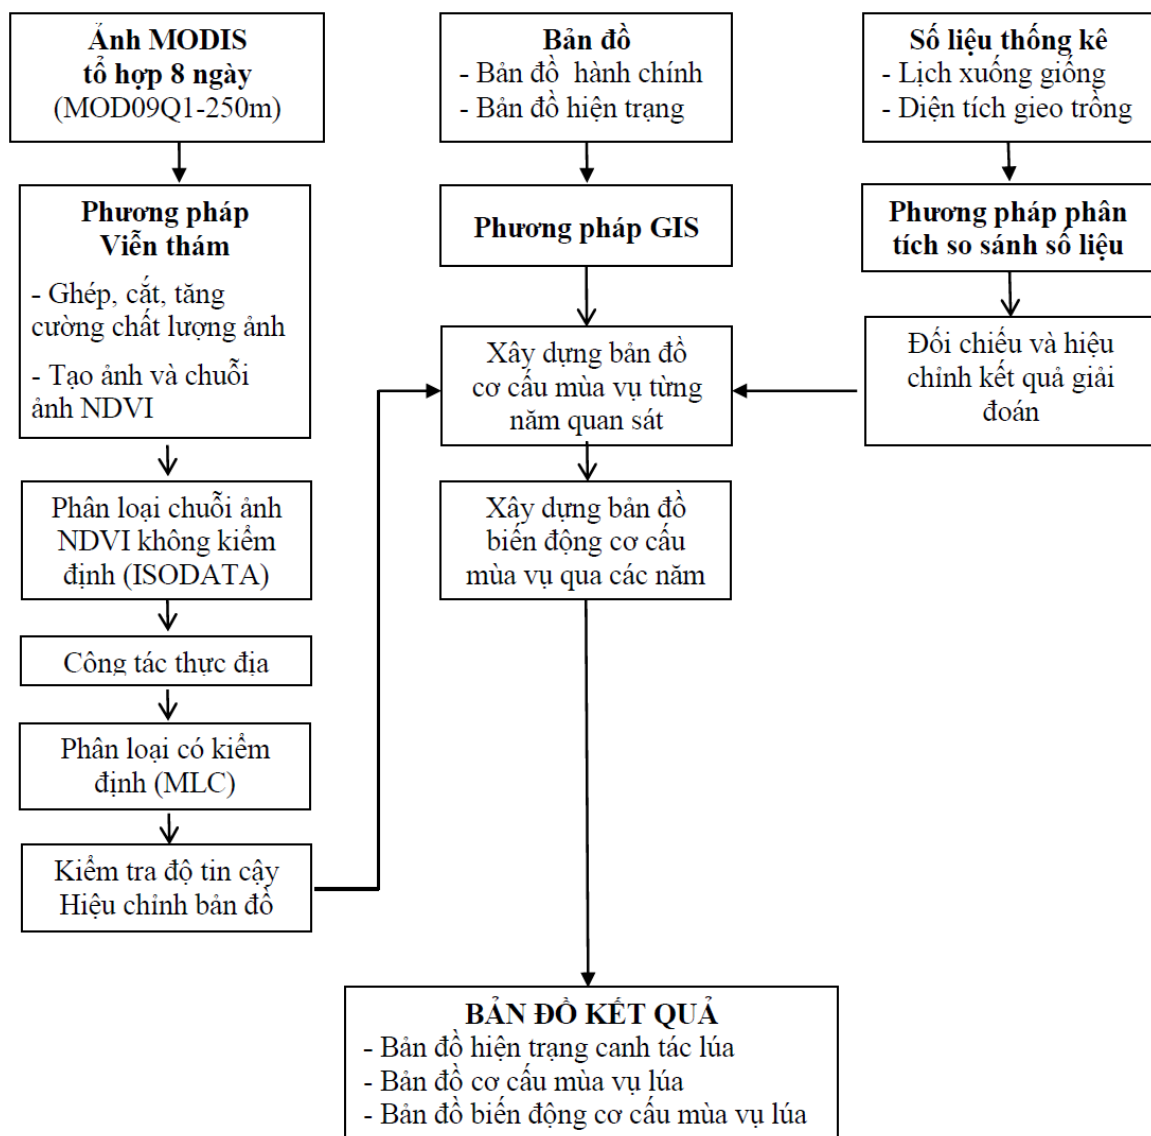 Ảnh MODIS
tổ hợp 8 ngày
(MOD09Q1-250m)
Bản đồ
- Bản đồ hành chính
- Bản đồ hiện trạng
Số liệu thống kê
- Lịch xuống giống
- Diện tích gieo trồng
Phương pháp
Viễn thám
- Ghép, cắt, tăng
cường chất lượng ảnh
- Tạo ảnh và chuỗi
ảnh NDVI
Phương pháp GIS
Phương pháp phân
tích so sánh số liệu
Xây dựng bản đồ
cơ cấu mùa vụ từng
năm quan sát
Đối chiếu và hiệu
chỉnh kết quả giải
đoán
Phân loại chuỗi ảnh
NDVI không kiểm
định (ISODATA)
Xây dựng bản đồ
biến động cơ cấu
mùa vụ qua các năm
Công tác thực địa
Phân loại có kiểm
định (MLC)
Kiểm tra độ tin cậy
Hiệu chỉnh bản đồ
BẢN ĐỒ KẾT QUẢ
- Bản đồ hiện trạng canh tác lúa
- Bản đồ cơ cấu mùa vụ lúa
- Bản đồ biến động cơ cấu mùa vụ lúa